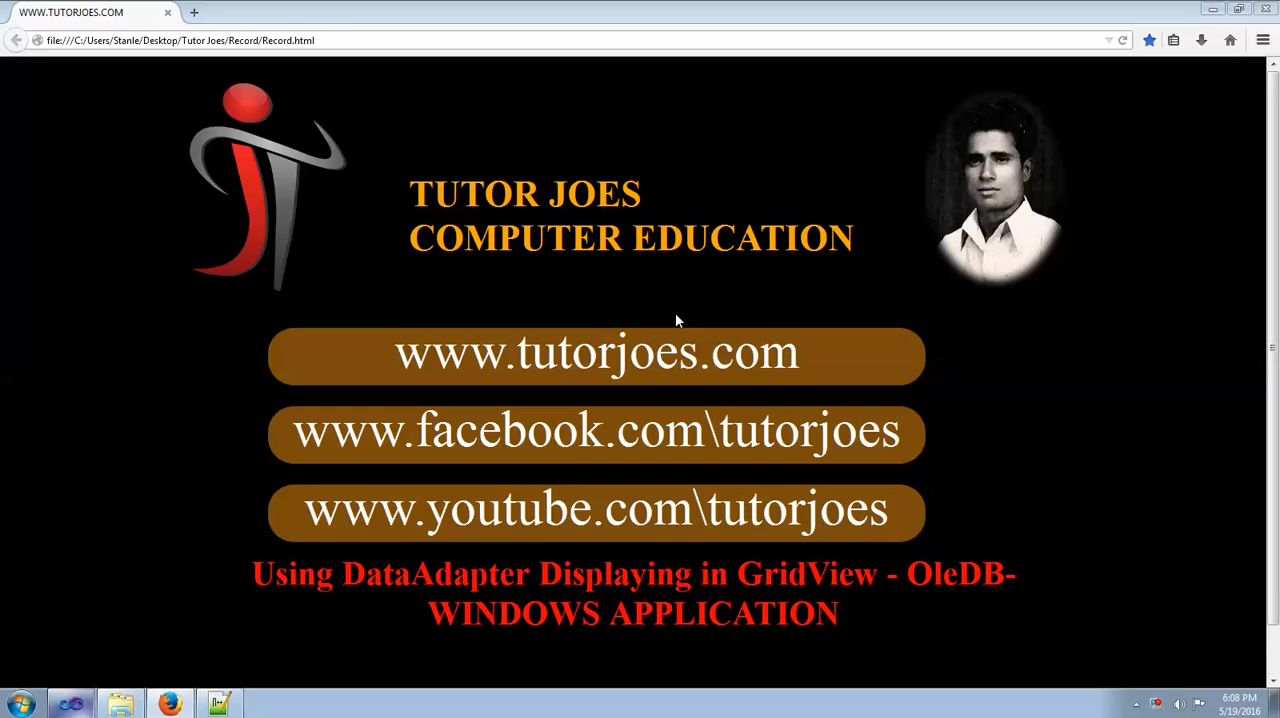 WWW.TUTORJOES.COM
file:///C:/Users/Stanle/Desktop/Tutor Joes/Record/Record.html
TUTOR JOES
COMPUTER EDUCATION
www.tutorjoes.com
www.facebook.com\tutorjoes
www.youtube.com\tutorjoes
Using DataAdapter Displaying in GridView - OleDB-
WINDOWS APPLICATION
6:08 PM
5/19/2016